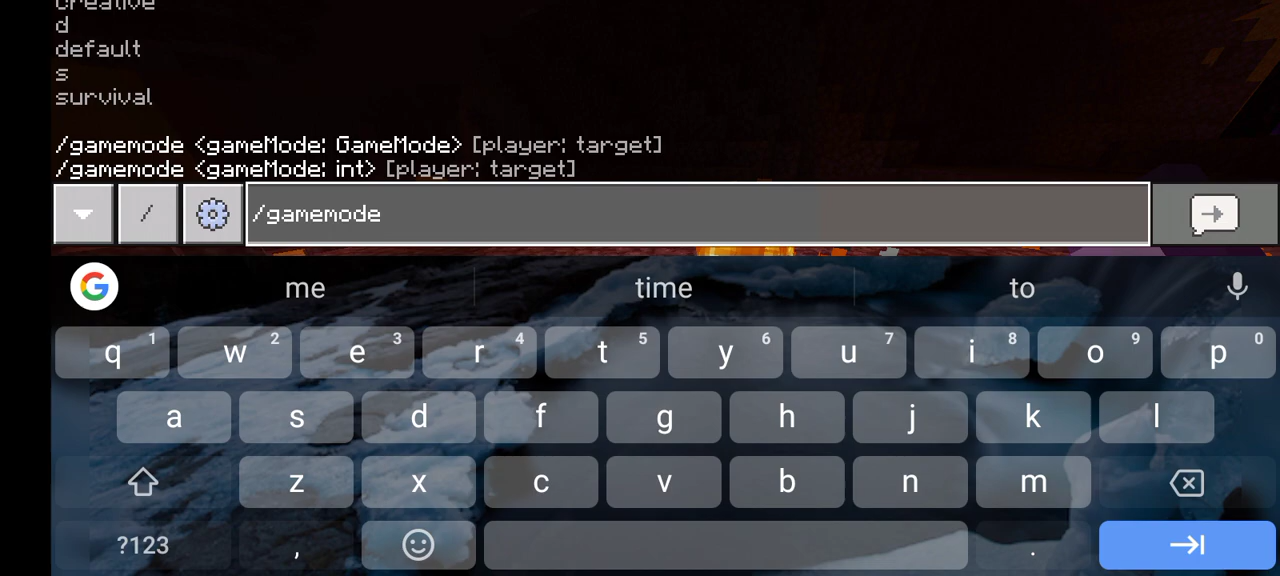 creative
d
default
s
survival
/gamemode <gameMode: GameMode> [player: target]
/gamemode <gameMode: int> [player: target]
/ /gamemode
G me time to
q 1 w 2 e 3 r 4 t 5 y 6 u 7 i 8 o 9 p 0
a s d f g h j k l
z x c v b n m
?123 , .